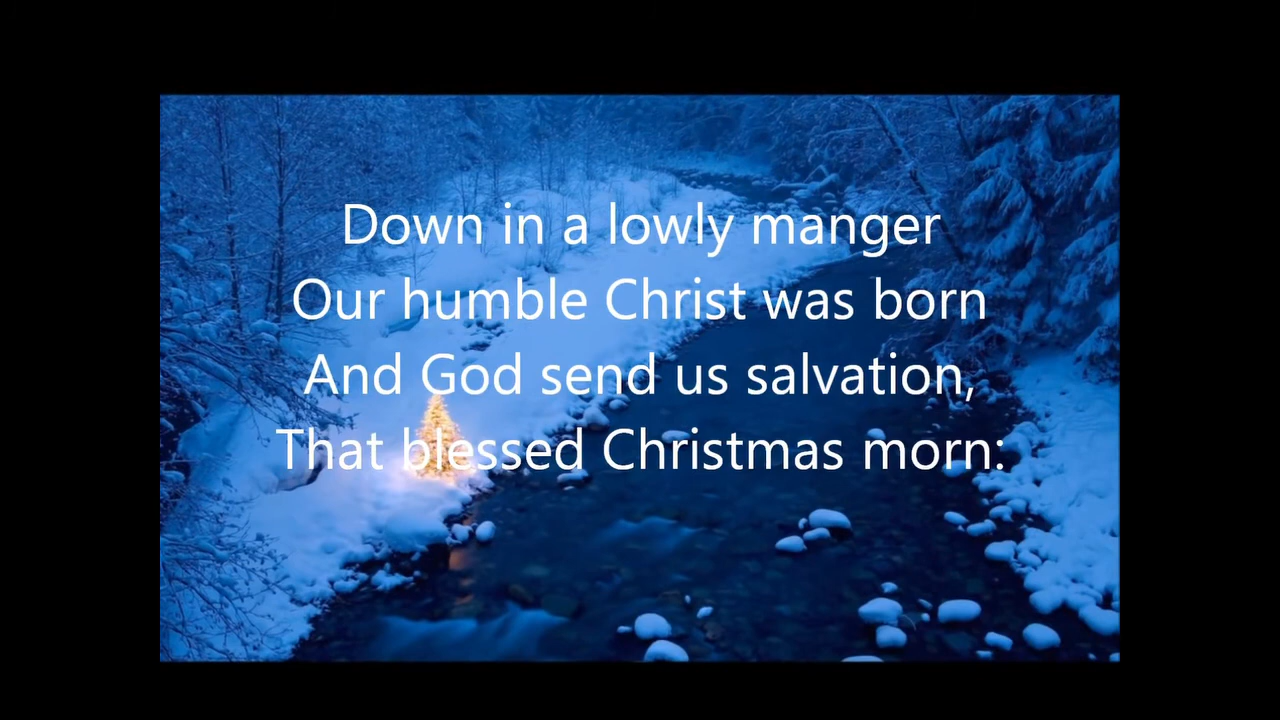 Down in a lowly manger
Our humble Christ was born
And God send us salvation,
That blessed Christmas morn: